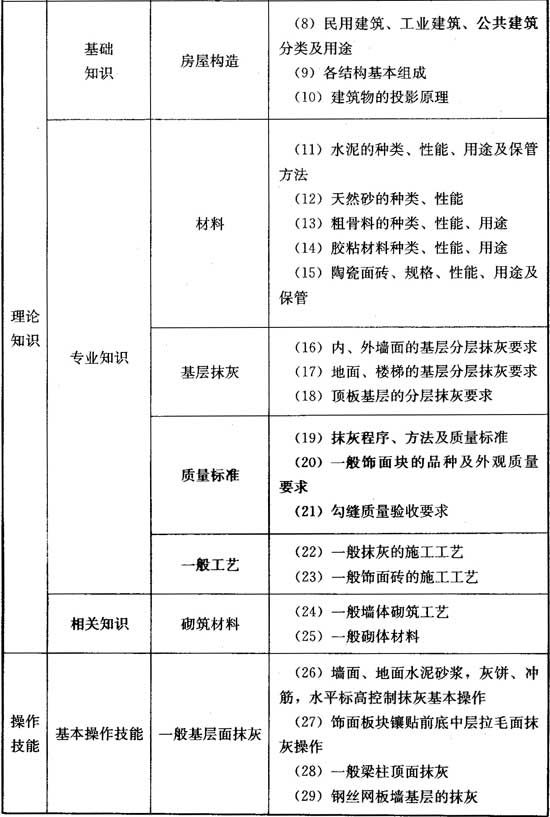 理论
知识
基础
知识
房屋构造
(8)民用建筑、工业建筑、公共建筑
分类及用途
(9)各结构基本组成
(10)建筑物的投影原理
专业知识
材料
(11)水泥的种类、性能、用途及保管
方法
(12)天然砂的种类、性能
(13)粗骨料的种类、性能、用途
(14)胶粘材料种类、性能、用途
(15)陶瓷面砖、规格、性能、用途及
保管
基层抹灰
(16)内、外墙面的基层分层抹灰要求
(17)地面、楼梯的基层分层抹灰要求
(18)顶板基层的分层抹灰要求
质量标准
(19)抹灰程序、方法及质量标准
(20)一般饰面块的品种及外观质量
要求
(21)勾缝质量验收要求
一般工艺
(22)一般抹灰的施工工艺
(23)一般饰面砖的施工工艺
相关知识
砌筑材料
(24)一般墙体砌筑工艺
(25)一般砌体材料
操作
技能
基本操作技能
一般基层面抹灰
(26)墙面、地面水泥砂浆，灰饼、冲
筋，水平标高控制抹灰基本操作
(27)饰面板块镶贴前底中层拉毛面抹
灰操作
(28)一般梁柱顶面抹灰
(29)钢丝网板墙基层的抹灰